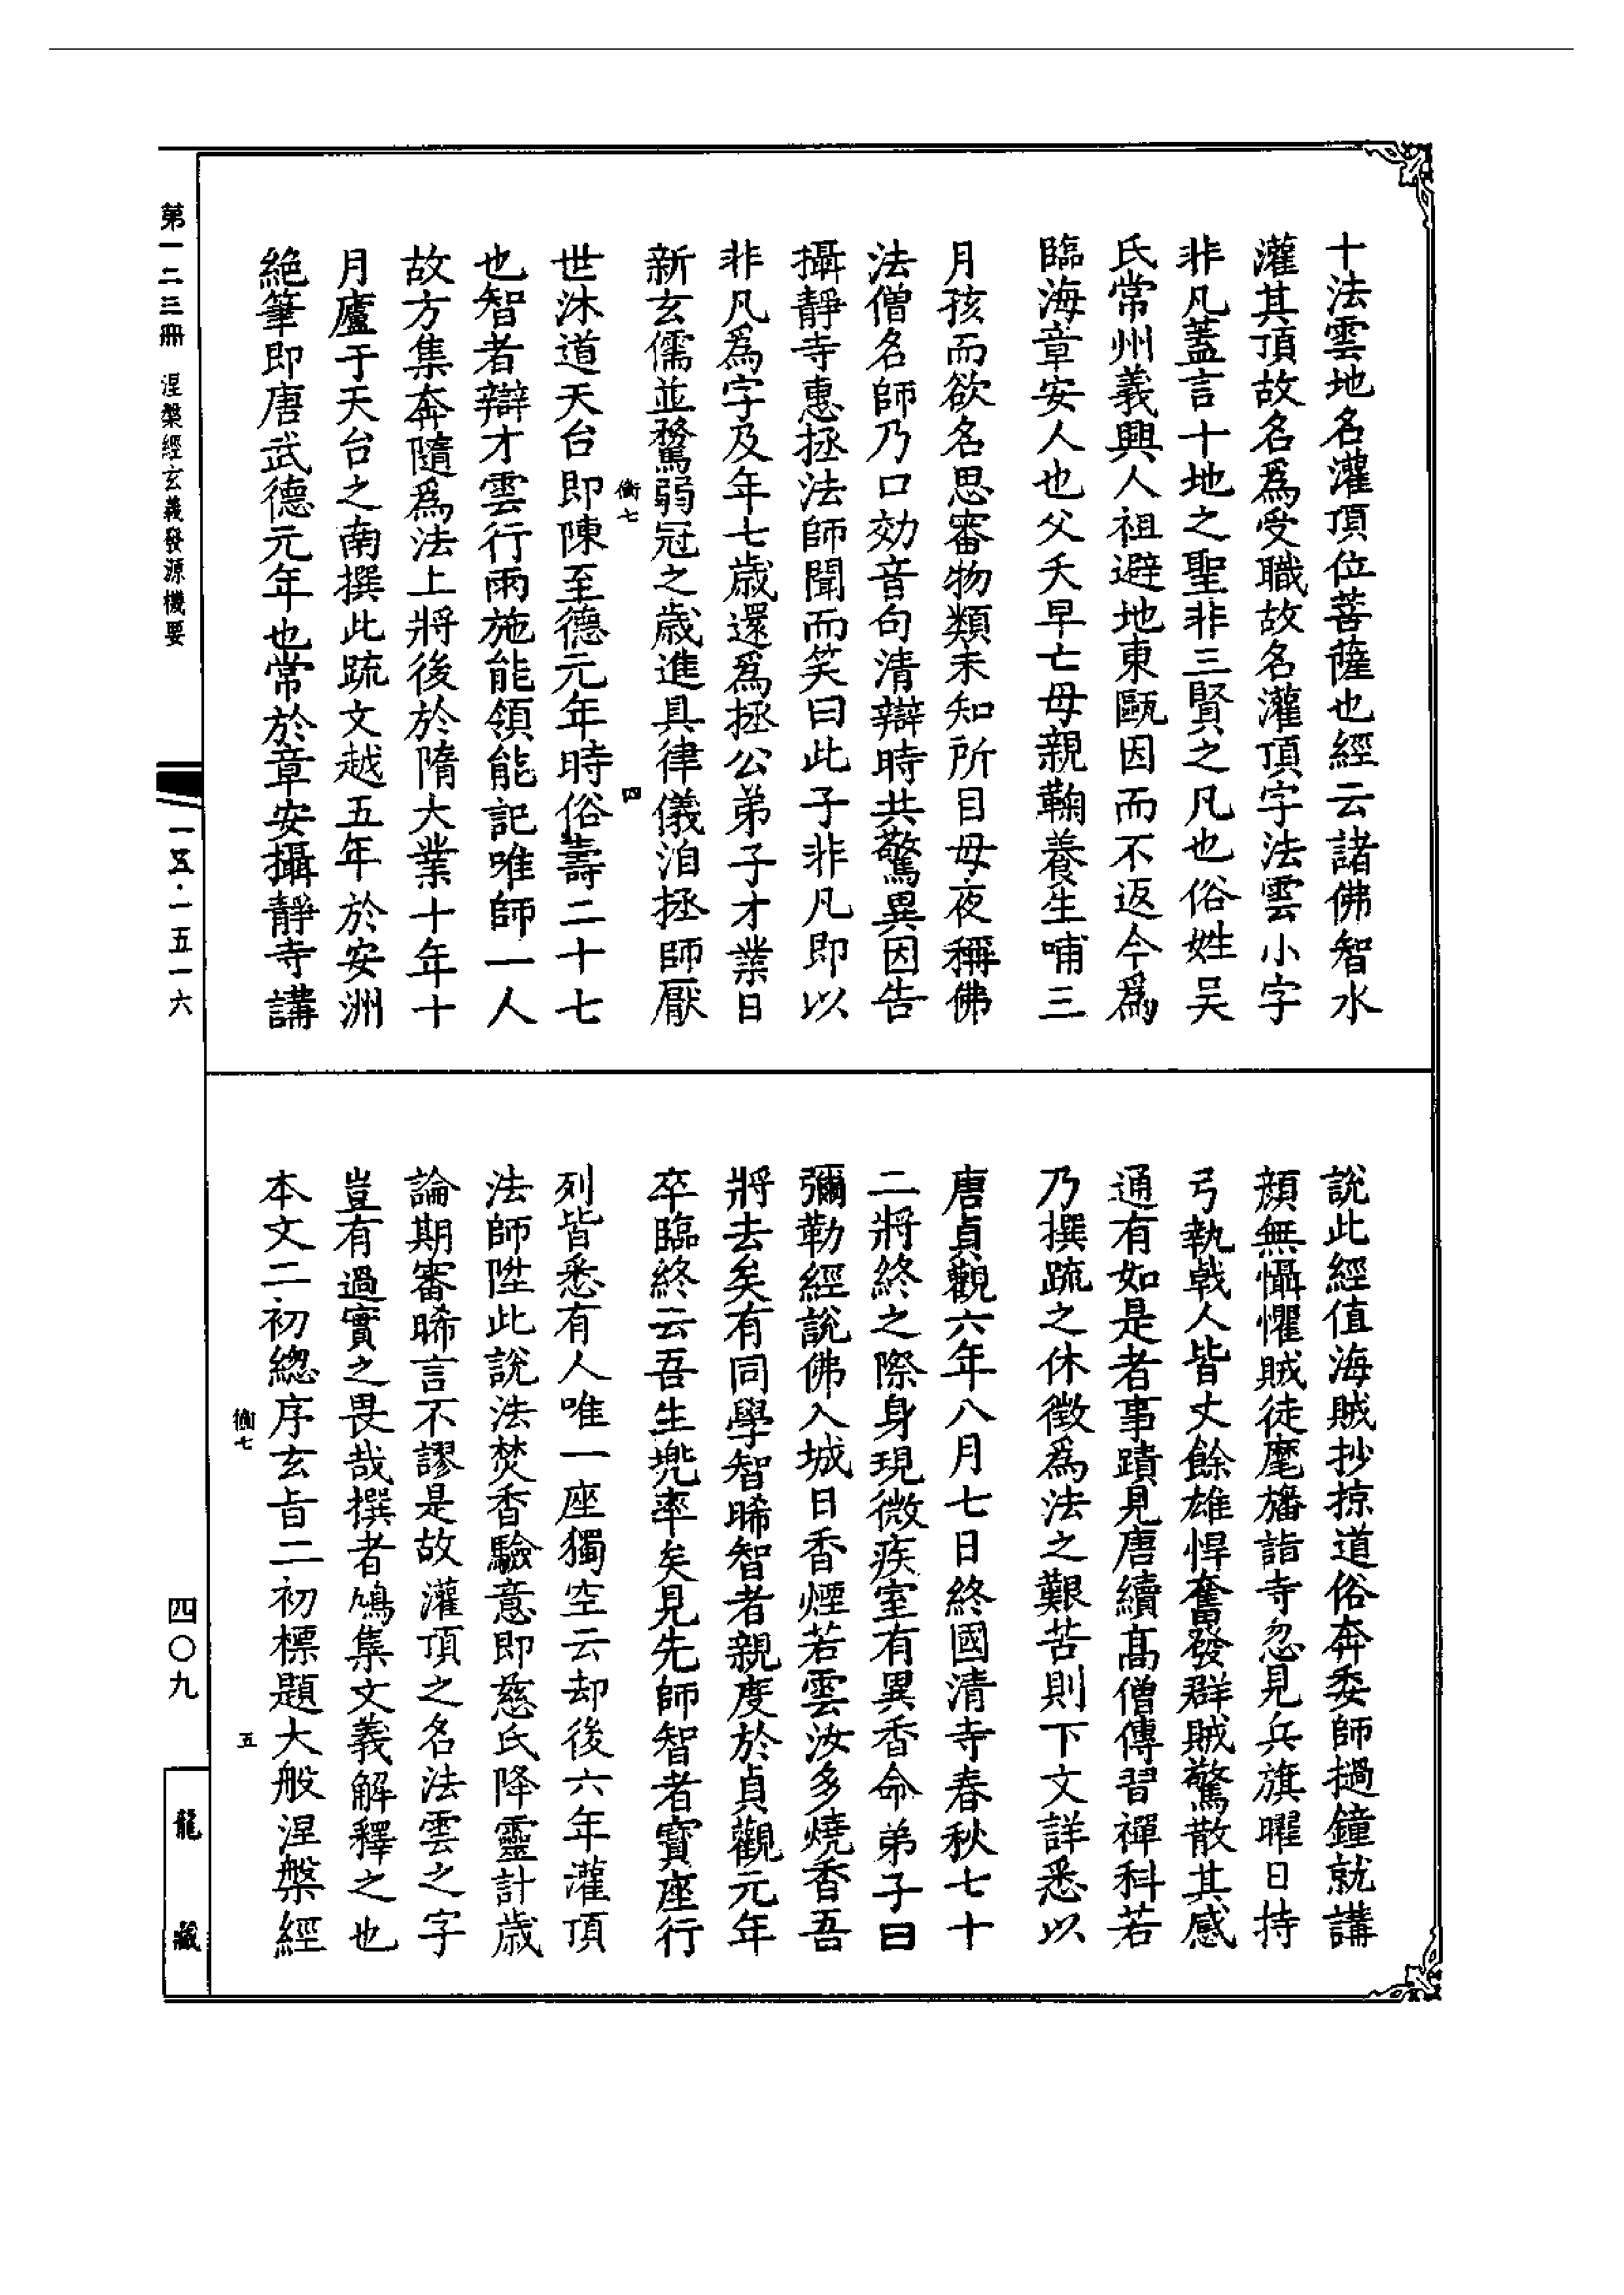 十法雲地名灌頂位菩薩也經云諸佛智水
灌其頂故名爲受職故名灌頂字法雲小字
非凡蓋言十地之聖非三賢之凡也俗姓吳
氏常州義興人祖避地東甌因而不返今爲
臨海章安人也父夭早亡母親鞠養生哺三
月孩而欲名思審物類未知所目母夜稱佛
法僧名師乃口効音句清辯時共驚異因告
攝靜寺惠拯法師聞而笑曰此子非凡即以
非凡爲字及年七歲還爲拯公弟子才業日
新玄儒並騖弱冠之歲進具律儀洎拯師厭
衡七
四
世沐道天台即陳至德元年時俗壽二十七
也智者辯才雲行雨施能領能記唯師一人
故方集奔隨爲法上將後於隋大業十年十
月廬于天台之南撰此疏文越五年於安洲
絕筆即唐武德元年也常於章安攝靜寺講
說此經值海賊抄掠道俗奔委師撾鐘就講
顏無懾懼賊徒麾旛詣寺忽見兵旗曜日持
弓執戟人皆丈餘雄悍奮發群賊驚散其感
通有如是者事蹟見唐續高僧傳習禪科若
乃撰疏之休徵爲法之艱苦則下文詳悉以
唐貞觀六年八月七日終國清寺春秋七十
二將終之際身現微疾室有異香命弟子曰
彌勒經說佛入城日香煙若雲汝多燒香吾
將去矣有同學智晞智者親度於貞觀元年
卒臨終云吾生兜率矣見先師智者寶座行
列皆悉有人唯一座獨空云却後六年灌頂
法師陞此說法焚香驗意即慈氏降靈計歲
論期審晞言不謬是故灌頂之名法雲之字
豈有過實之畏哉撰者鳩集文義解釋之也
本文二初總序玄旨二初標題大般涅槃經
衡七
五
第一二三冊 涅槃經玄義發源機要
一五·一五一六
四〇九
龍藏